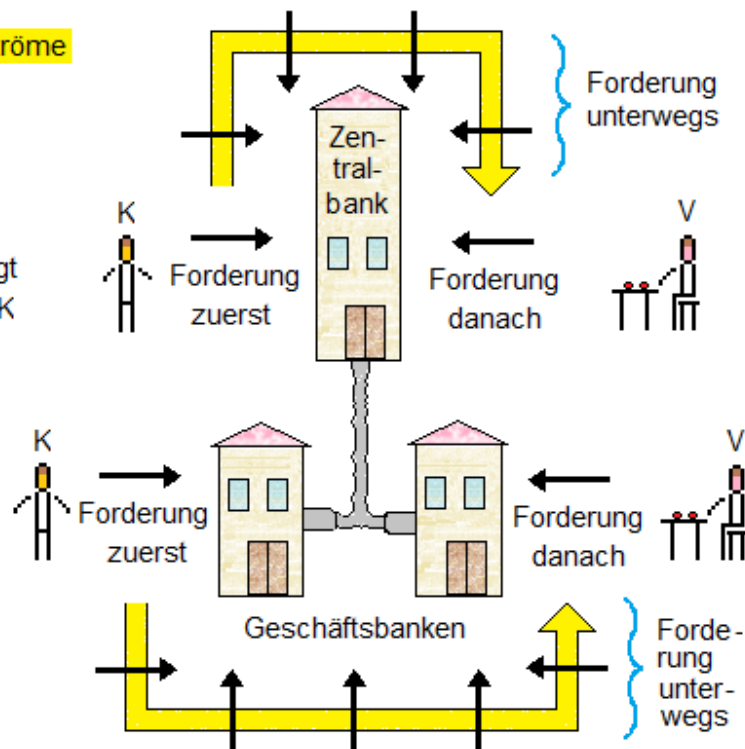 röme
Forderung
unterwegs
Zen-
tral-
bank
K
V
gt
K
Forderung
zuerst
Forderung
danach
K
V
Forderung
zuerst
Forderung
danach
Geschäftsbanken
Forde-
rung
unter-
wegs